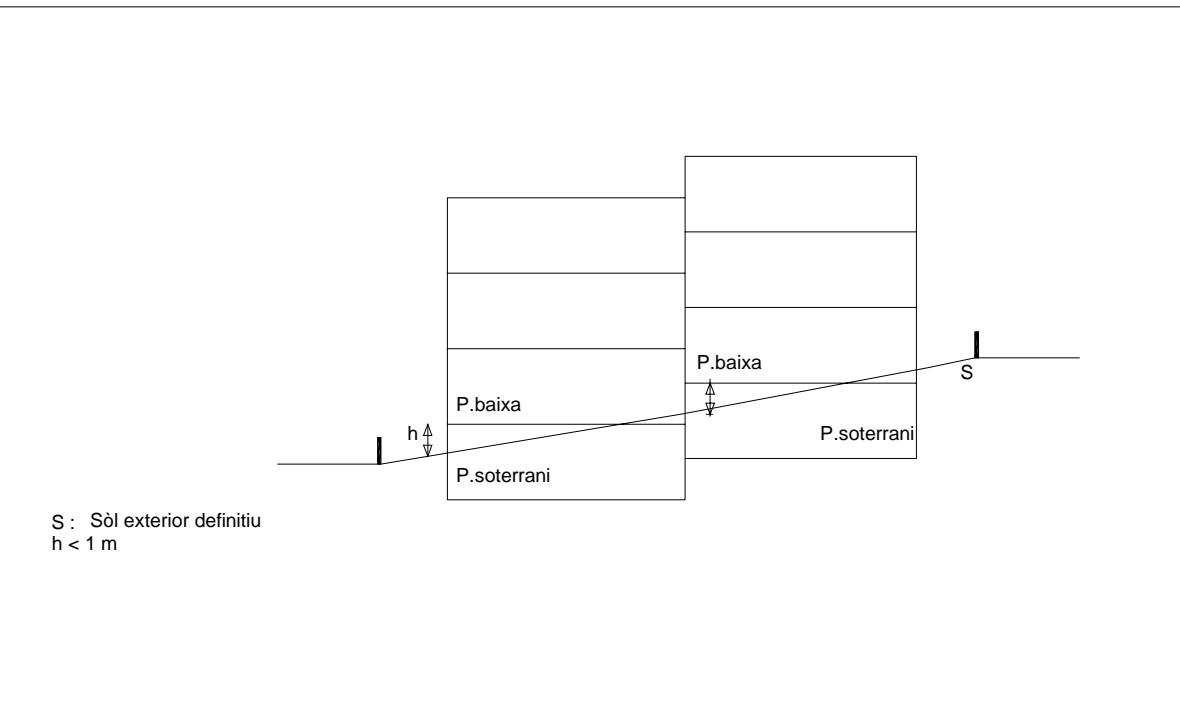 P.baixa
S
P.baixa
h
P.soterrani
P.soterrani
S : Sòl exterior definitiu
h < 1 m